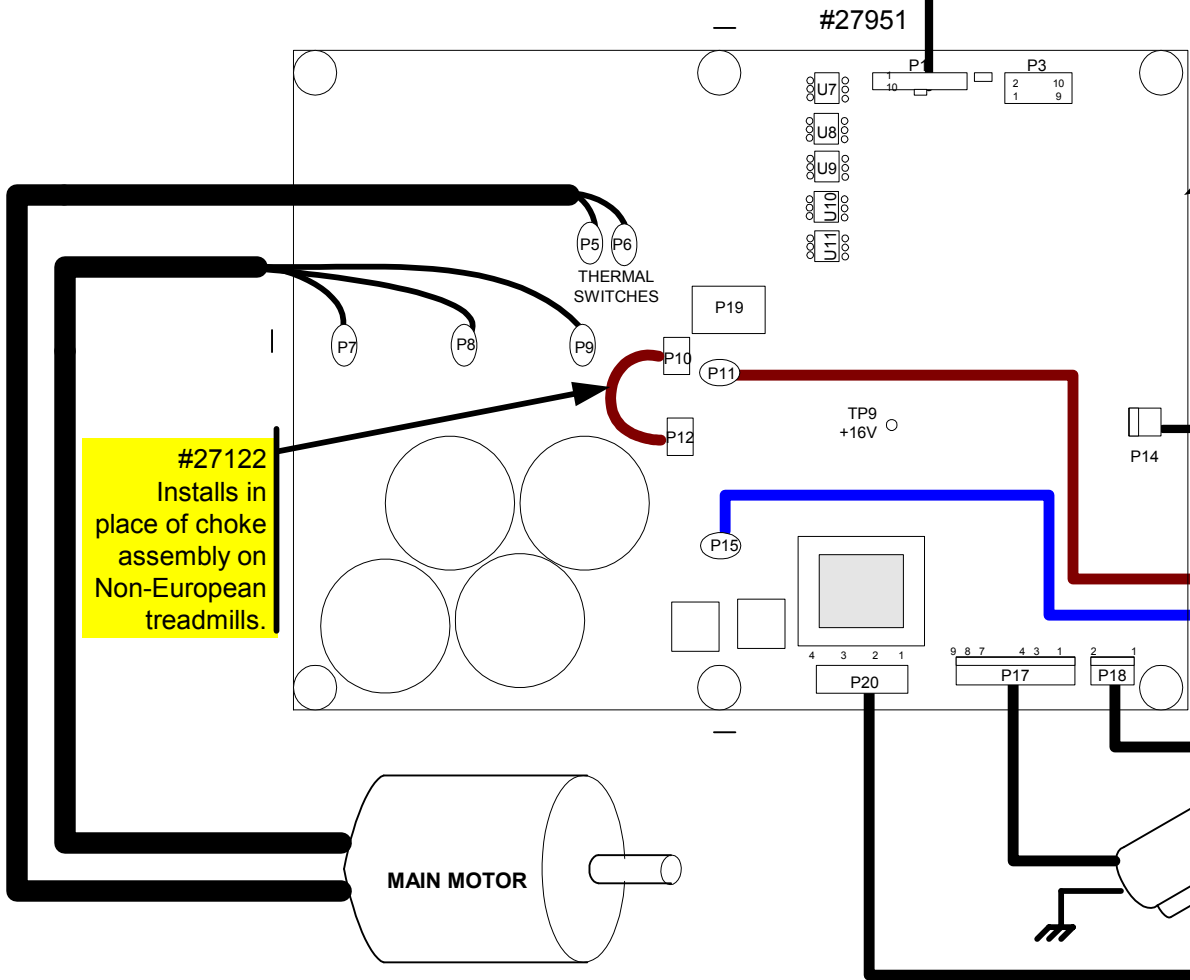 #27951
P1
1
10
P3
2 10
1 9
U7
U8
U9
U10
U11
P5 P6
THERMAL
SWITCHES
P19
P7 P8 P9
P10
P11
TP9
+16V
P12
P14
#27122
Installs in
place of choke
assembly on
Non-European
treadmills.
P15
4 3 2 1
P20
9 8 7 4 3 1
P17
2 1
P18
MAIN MOTOR